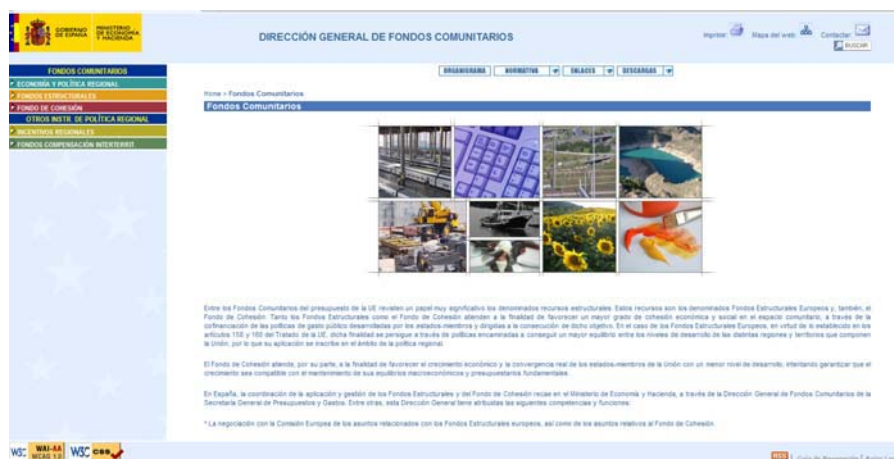 GOBIERNO DE ESPAÑA
MINISTERIO DE ECONOMÍA Y HACIENDA
DIRECCIÓN GENERAL DE FONDOS COMUNITARIOS
Imprimir
Mapa del web
Contactar
BUSCAR
ORGANIGRAMA
NORMATIVA
ENLACES
DESCARGAS
FONDOS COMUNITARIOS
ECONOMÍA Y POLÍTICA REGIONAL
FONDOS ESTRUCTURALES
FONDO DE COHESIÓN
OTROS INSTR. DE POLÍTICA REGIONAL
INCENTIVOS REGIONALES
FONDOS COMPENSACIÓN INTERTERRIT
Home > Fondos Comunitarios
Fondos Comunitarios
Entre los Fondos Comunitarios del presupuesto de la UE revisten un papel muy significativo los denominados recursos estructurales. Estos recursos son los denominados Fondos Estructurales Europeos y, también, el
Fondo de Cohesión. Tanto los Fondos Estructurales como el Fondo de Cohesión atienden a la finalidad de favorecer un mayor grado de cohesión económica y social en el espacio comunitario, a través de la
cofinanciación de las políticas de gasto público desarrolladas por los estados-miembros y dirigidas a la consecución de dicho objetivo. En el caso de los Fondos Estructurales Europeos, en virtud de lo establecido en los
artículos 158 y 160 del Tratado de la UE, dicha finalidad se persigue a través de políticas encaminadas a conseguir un mayor equilibrio entre los niveles de desarrollo de las distintas regiones y territorios que componen
la Unión, por lo que su aplicación se inscribe en el ámbito de la política regional.
El Fondo de Cohesión atiende, por su parte, a la finalidad de favorecer el crecimiento económico y la convergencia real de los estados-miembros de la Unión con un menor nivel de desarrollo, intentando garantizar que el
crecimiento sea compatible con el mantenimiento de sus equilibrios macroeconómicos y presupuestarios fundamentales.
En España, la coordinación de la aplicación y gestión de los Fondos Estructurales y del Fondo de Cohesión recae en el Ministerio de Economía y Hacienda, a través de la Dirección General de Fondos Comunitarios de la
Secretaría General de Presupuestos y Gastos. Entre otras, esta Dirección General tiene atribuidas las siguientes competencias y funciones:
* La negociación con la Comisión Europea de los asuntos relacionados con los Fondos Estructurales europeos, así como de los asuntos relativos al Fondo de Cohesión.
W3C WAI-AA WCAG 1.0
W3C css
RSS | Guía de Navegación |